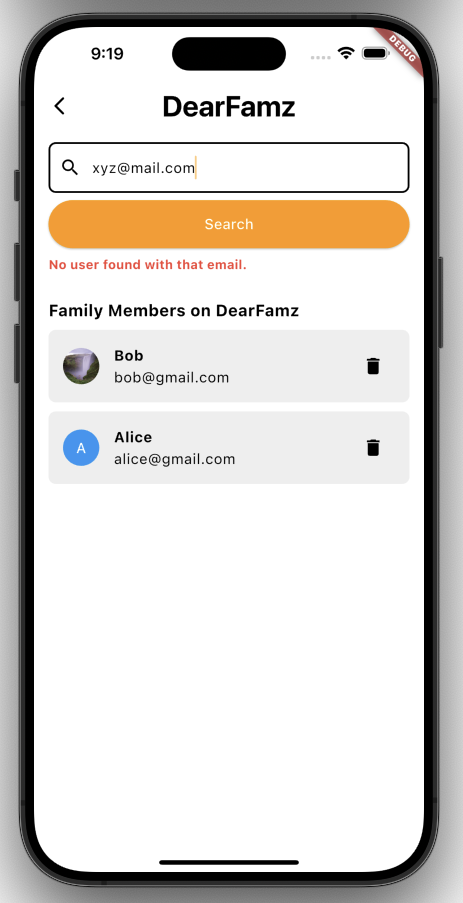 9:19
DEBUG
DearFamz
xyz@mail.com
Search
No user found with that email.
Family Members on DearFamz
Bob
bob@gmail.com
A
Alice
alice@gmail.com